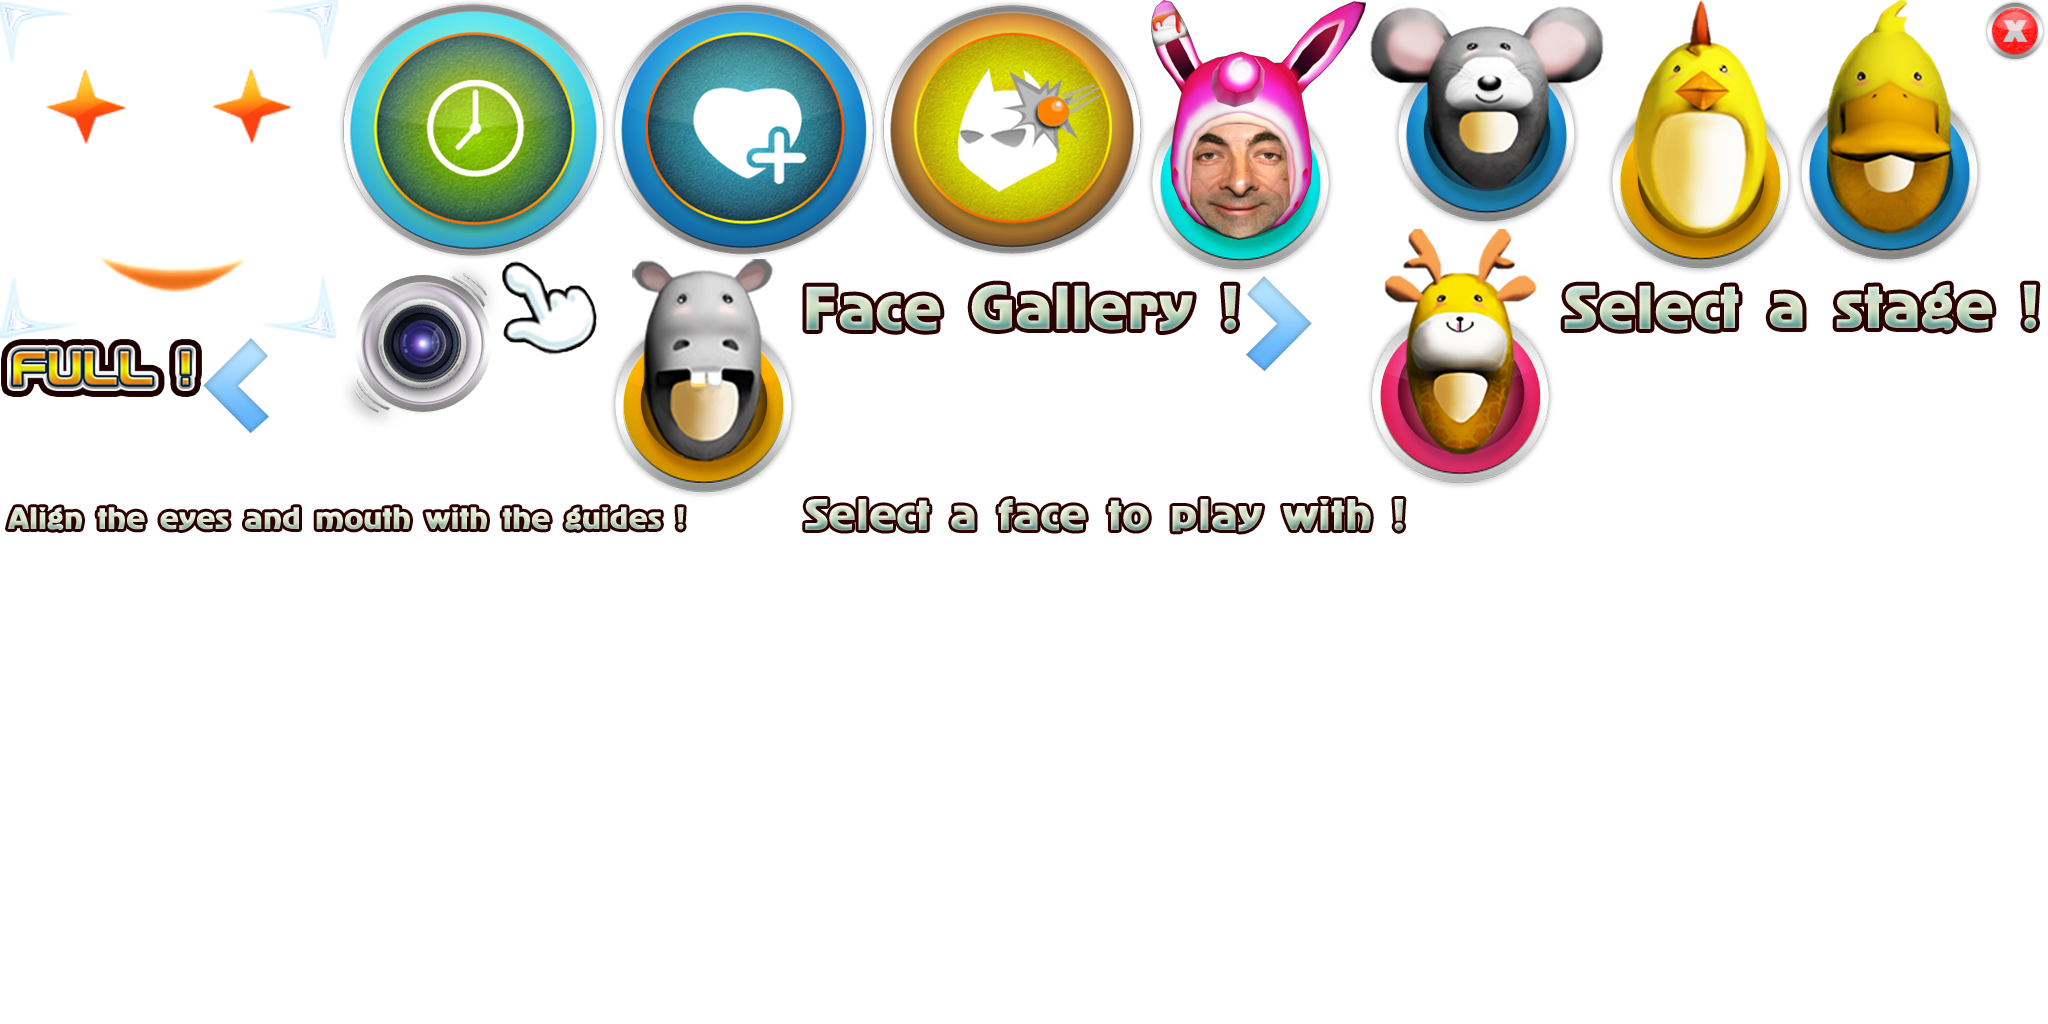 X
Face Gallery !
Select a stage !
FULL !
Align the eyes and mouth with the guides !
Select a face to play with !